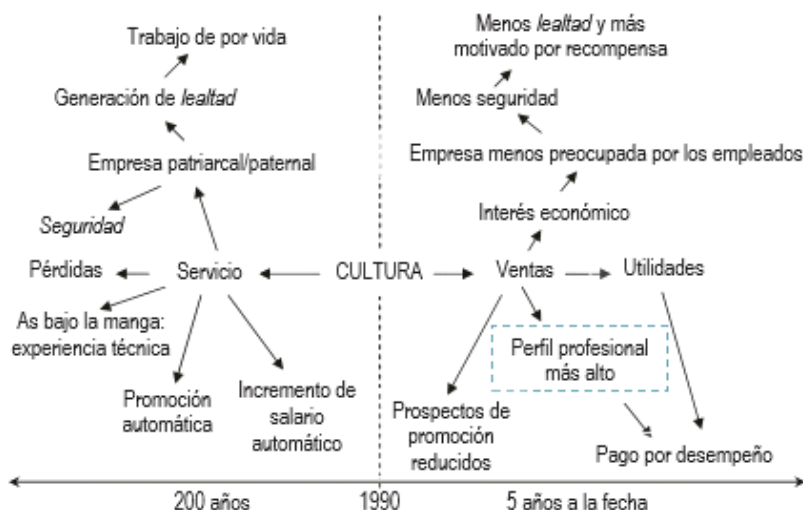 Trabajo de por vida
Generación de lealtad
Empresa patriarcal/paternal
Seguridad
Pérdidas
Servicio
As bajo la manga:
experiencia técnica
Promoción
automática
Incremento de
salario
automático
CULTURA
Menos lealtad y más
motivado por recompensa
Menos seguridad
Empresa menos preocupada por los empleados
Interés económico
Ventas
Utilidades
Perfil profesional
más alto
Prospectos de
promoción
reducidos
Pago por desempeño
200 años
1990
5 años a la fecha